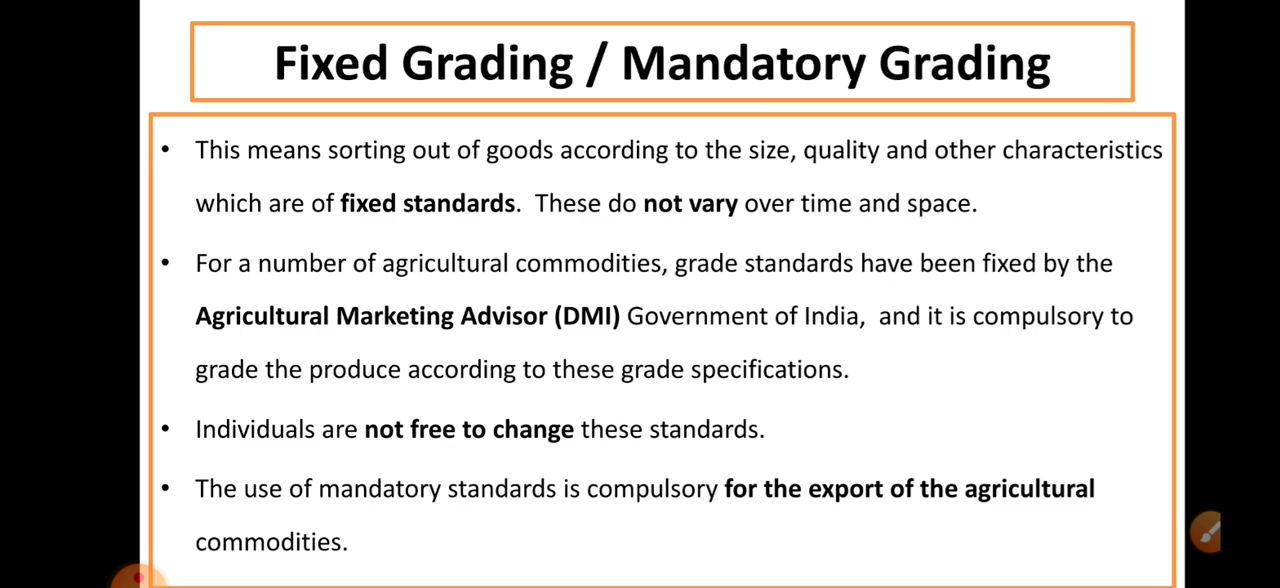 Fixed Grading / Mandatory Grading
• This means sorting out of goods according to the size, quality and other characteristics
which are of fixed standards. These do not vary over time and space.
• For a number of agricultural commodities, grade standards have been fixed by the
Agricultural Marketing Advisor (DMI) Government of India, and it is compulsory to
grade the produce according to these grade specifications.
• Individuals are not free to change these standards.
• The use of mandatory standards is compulsory for the export of the agricultural
commodities.